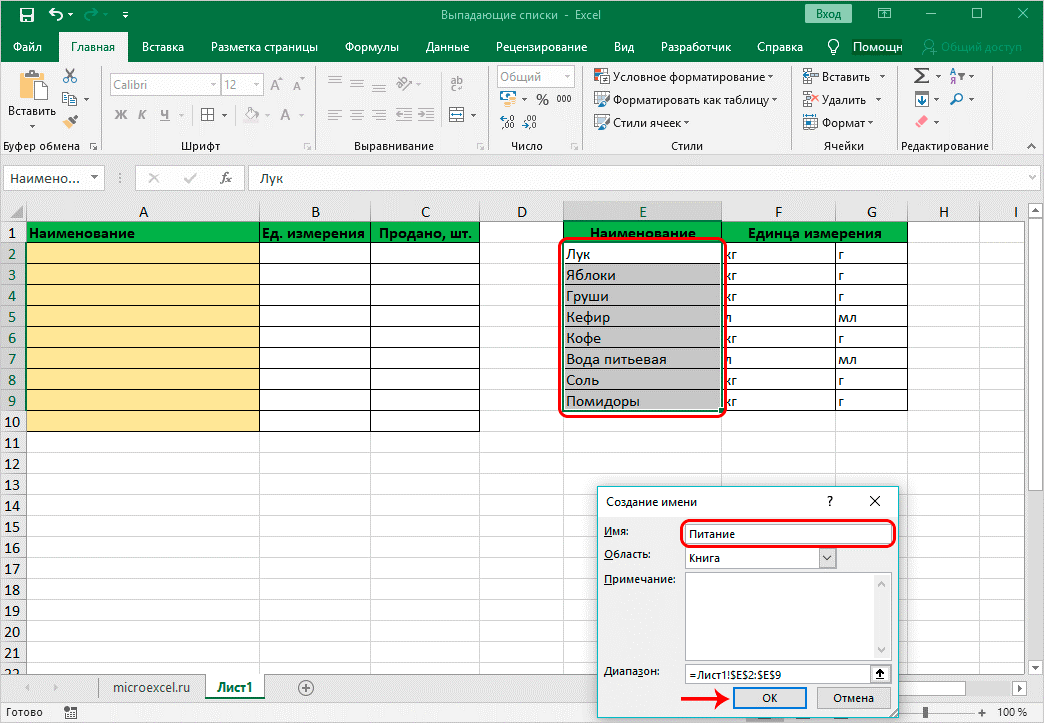 Выпадающие списки - Excel
Вход
Файл Главная Вставка Разметка страницы Формулы Данные Рецензирование Вид Разработчик Справка Помощн Общий доступ
Вставить
Calibri 12
Ж К Ч А
ab
Общий
% 000
Условное форматирование
Форматировать как таблицу
Стили ячеек
Вставить
Удалить
Формат
Буфер обмена Шрифт Выравнивание Число Стили Ячейки Редактирование
Наимено... fx Лук
A B C D E F G H I
1 Наименование Ед. измерения Продано, шт. Наименование Единца измерения
2 Лук кг г
3 Яблоки кг г
4 Груши кг г
5 Кефир л мл
6 Кофе кг г
7 Вода питьевая л мл
8 Соль кг г
9 Помидоры кг г
10
11
12
13
14
15
16
17
18
19
20
21
22
Создание имени ?
Имя: Питание
Область: Книга
Примечание:
Диапазон: =Лист1!$E$2:$E$9
ОК Отмена
microexcel.ru Лист1
Готово 100 %